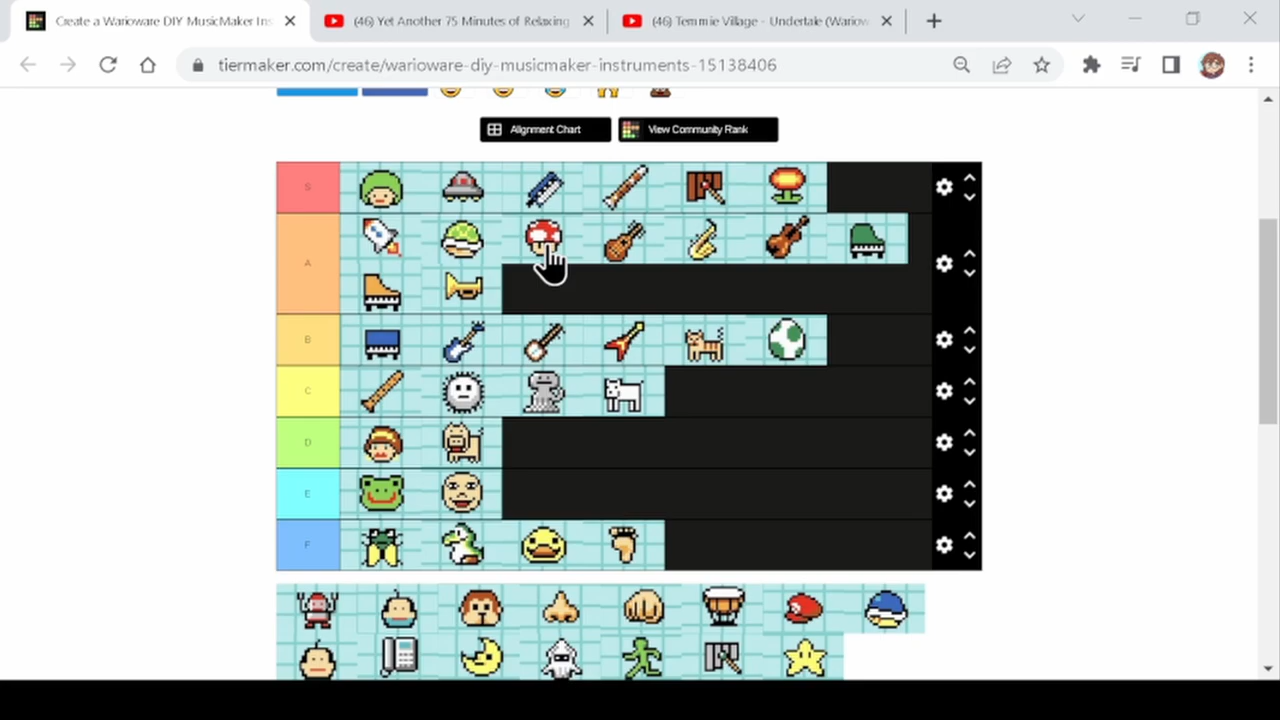 Create a Warioware DIY MusicMaker Ins
(46) Yet Another 75 Minutes of Relaxing
(46) Temmie Village - Undertale (Wariow
tiermaker.com/create/warioware-diy-musicmaker-instruments-15138406
Alignment Chart
View Community Rank
S
A
B
C
D
E
F